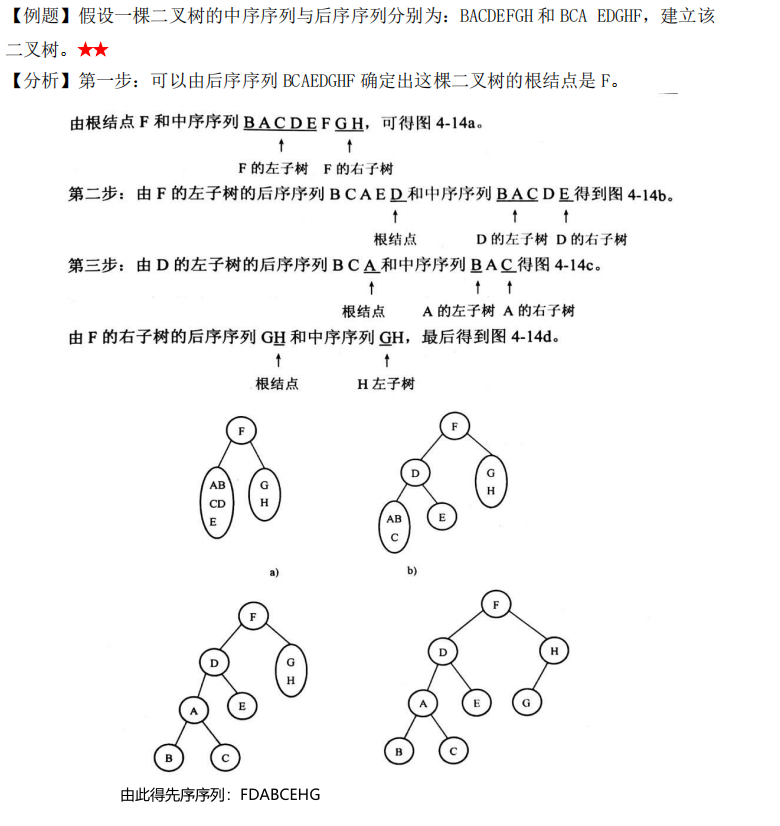 【例题】假设一棵二叉树的中序序列与后序序列分别为：BACDEFGH 和 BCA EDGHF，建立该
二叉树。★★
【分析】第一步：可以由后序序列 BCAEDGHF 确定出这棵二叉树的根结点是 F。
由根结点 F 和中序序列 B A C D E F G H，可得图 4-14a。
↑ ↑
F 的左子树 F 的右子树
第二步：由 F 的左子树的后序序列 B C A E D 和中序序列 B A C D E 得到图 4-14b。
↑ ↑ ↑
根结点 D 的左子树 D 的右子树
第三步：由 D 的左子树的后序序列 B C A 和中序序列 B A C 得图 4-14c。
↑ ↑ ↑
根结点 A 的左子树 A 的右子树
由 F 的右子树的后序序列 GH 和中序序列 GH，最后得到图 4-14d。
↑ ↑
根结点 H 左子树
F
AB
CD
E
G
H
a)
F
D
G
H
AB
C
E
b)
F
D
G
H
A
E
B
C
F
D
H
A
E
G
B
C
由此得先序序列：FDABCEHG